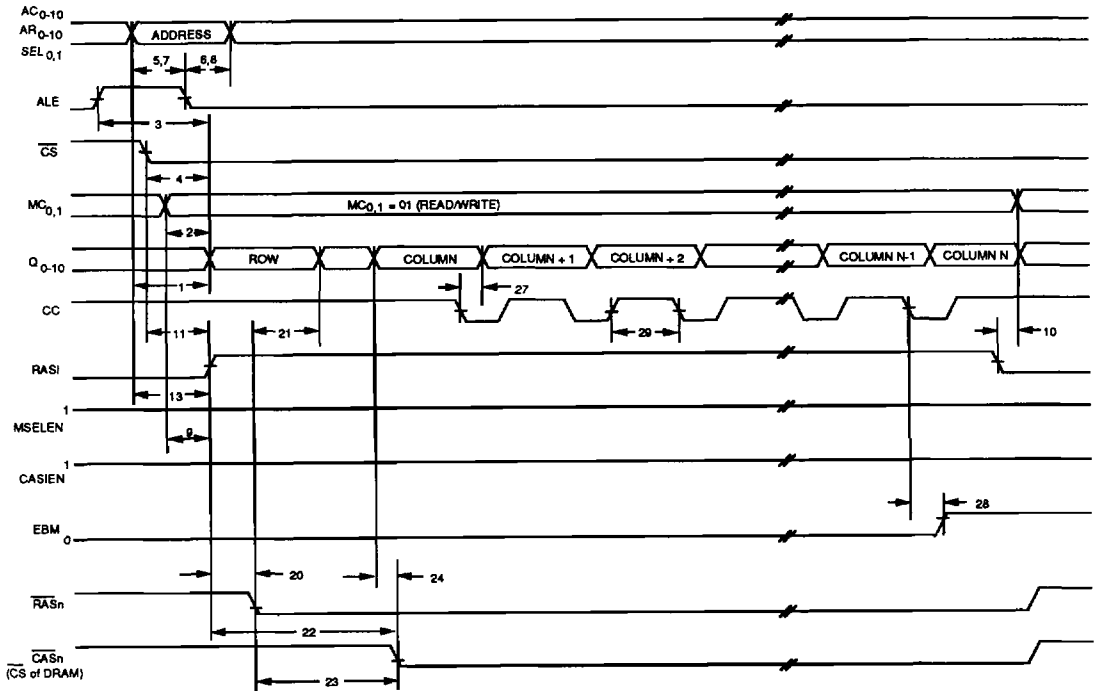 AC0-10
AR0-10
SEL0,1
ADDRESS
5,7
6,8
ALE
3
CS
4
MC0,1
MC0,1 = 01 (READ/WRITE)
2
Q0-10
ROW
COLUMN
COLUMN + 1
COLUMN + 2
COLUMN N-1
COLUMN N
1
27
CC
11
21
29
10
RASI
13
1
MSELEN
9
1
CASIEN
28
EBM
0
20
24
RASn
22
CASn
(CS of DRAM)
23